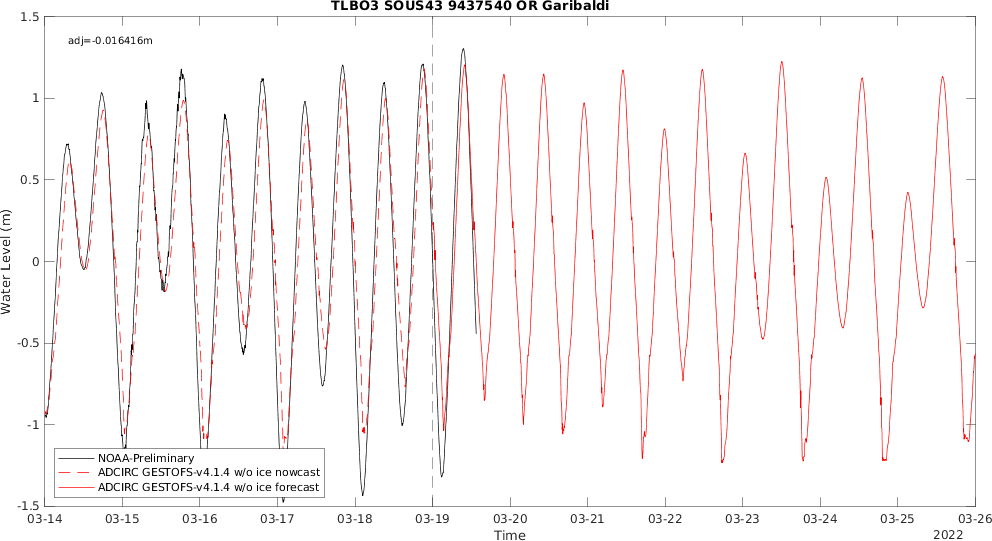 TLBO3 SOUS43 9437540 OR Garibaldi
adj=-0.016416m
1.5
1
0.5
0
-0.5
-1
-1.5
Water Level (m)
NOAA-Preliminary
ADCIRC GESTOFS-v4.1.4 w/o ice nowcast
ADCIRC GESTOFS-v4.1.4 w/o ice forecast
03-14 03-15 03-16 03-17 03-18 03-19 03-20 03-21 03-22 03-23 03-24 03-25 03-26
Time
2022